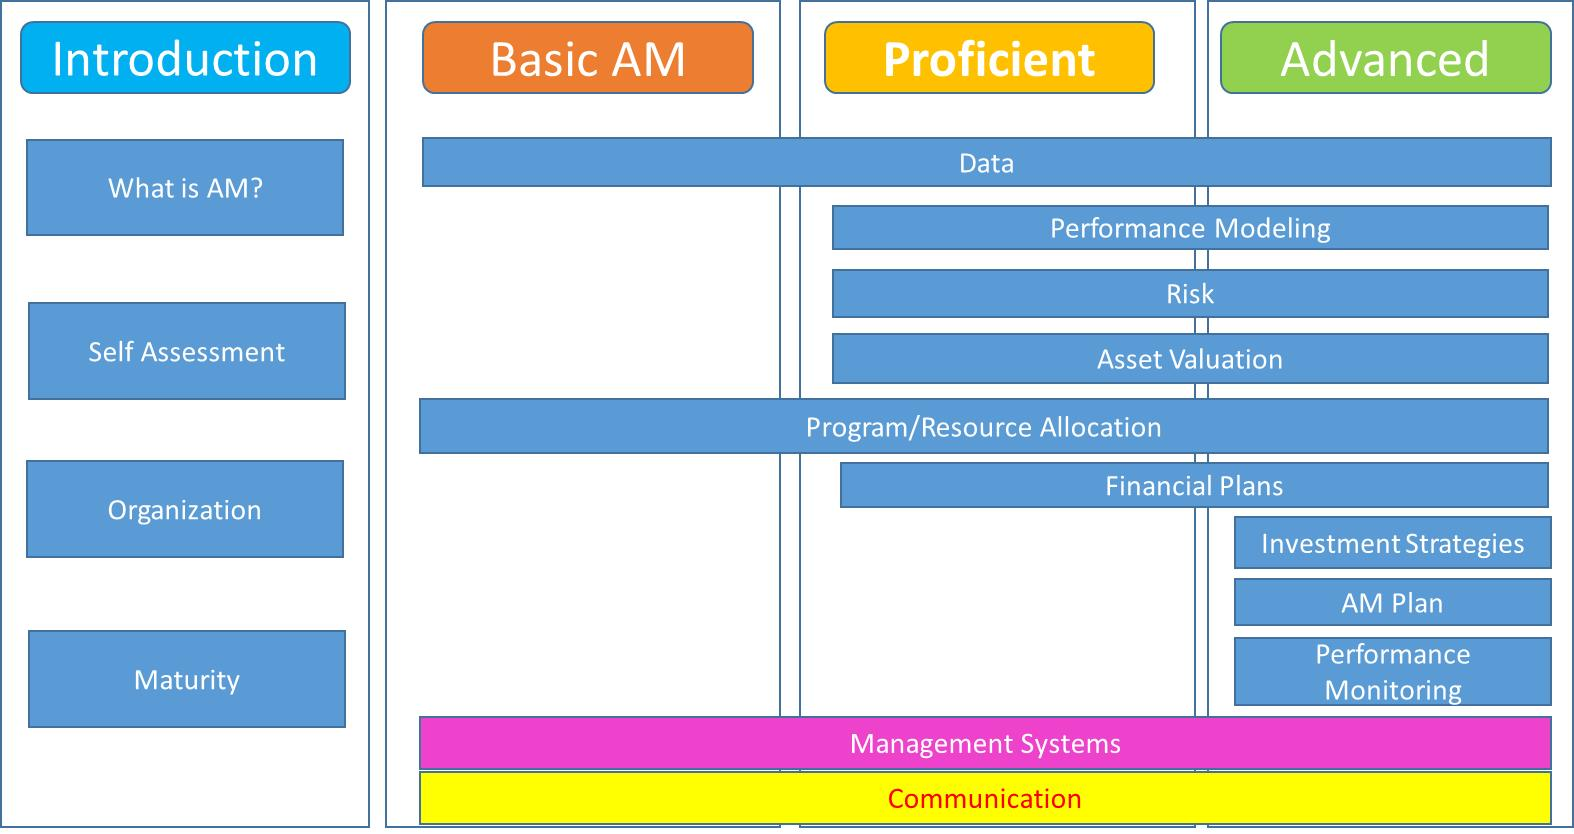 Introduction
Basic AM
Proficient
Advanced
What is AM?
Self Assessment
Organization
Maturity
Data
Performance Modeling
Risk
Asset Valuation
Program/Resource Allocation
Financial Plans
Investment Strategies
AM Plan
Performance
Monitoring
Management Systems
Communication